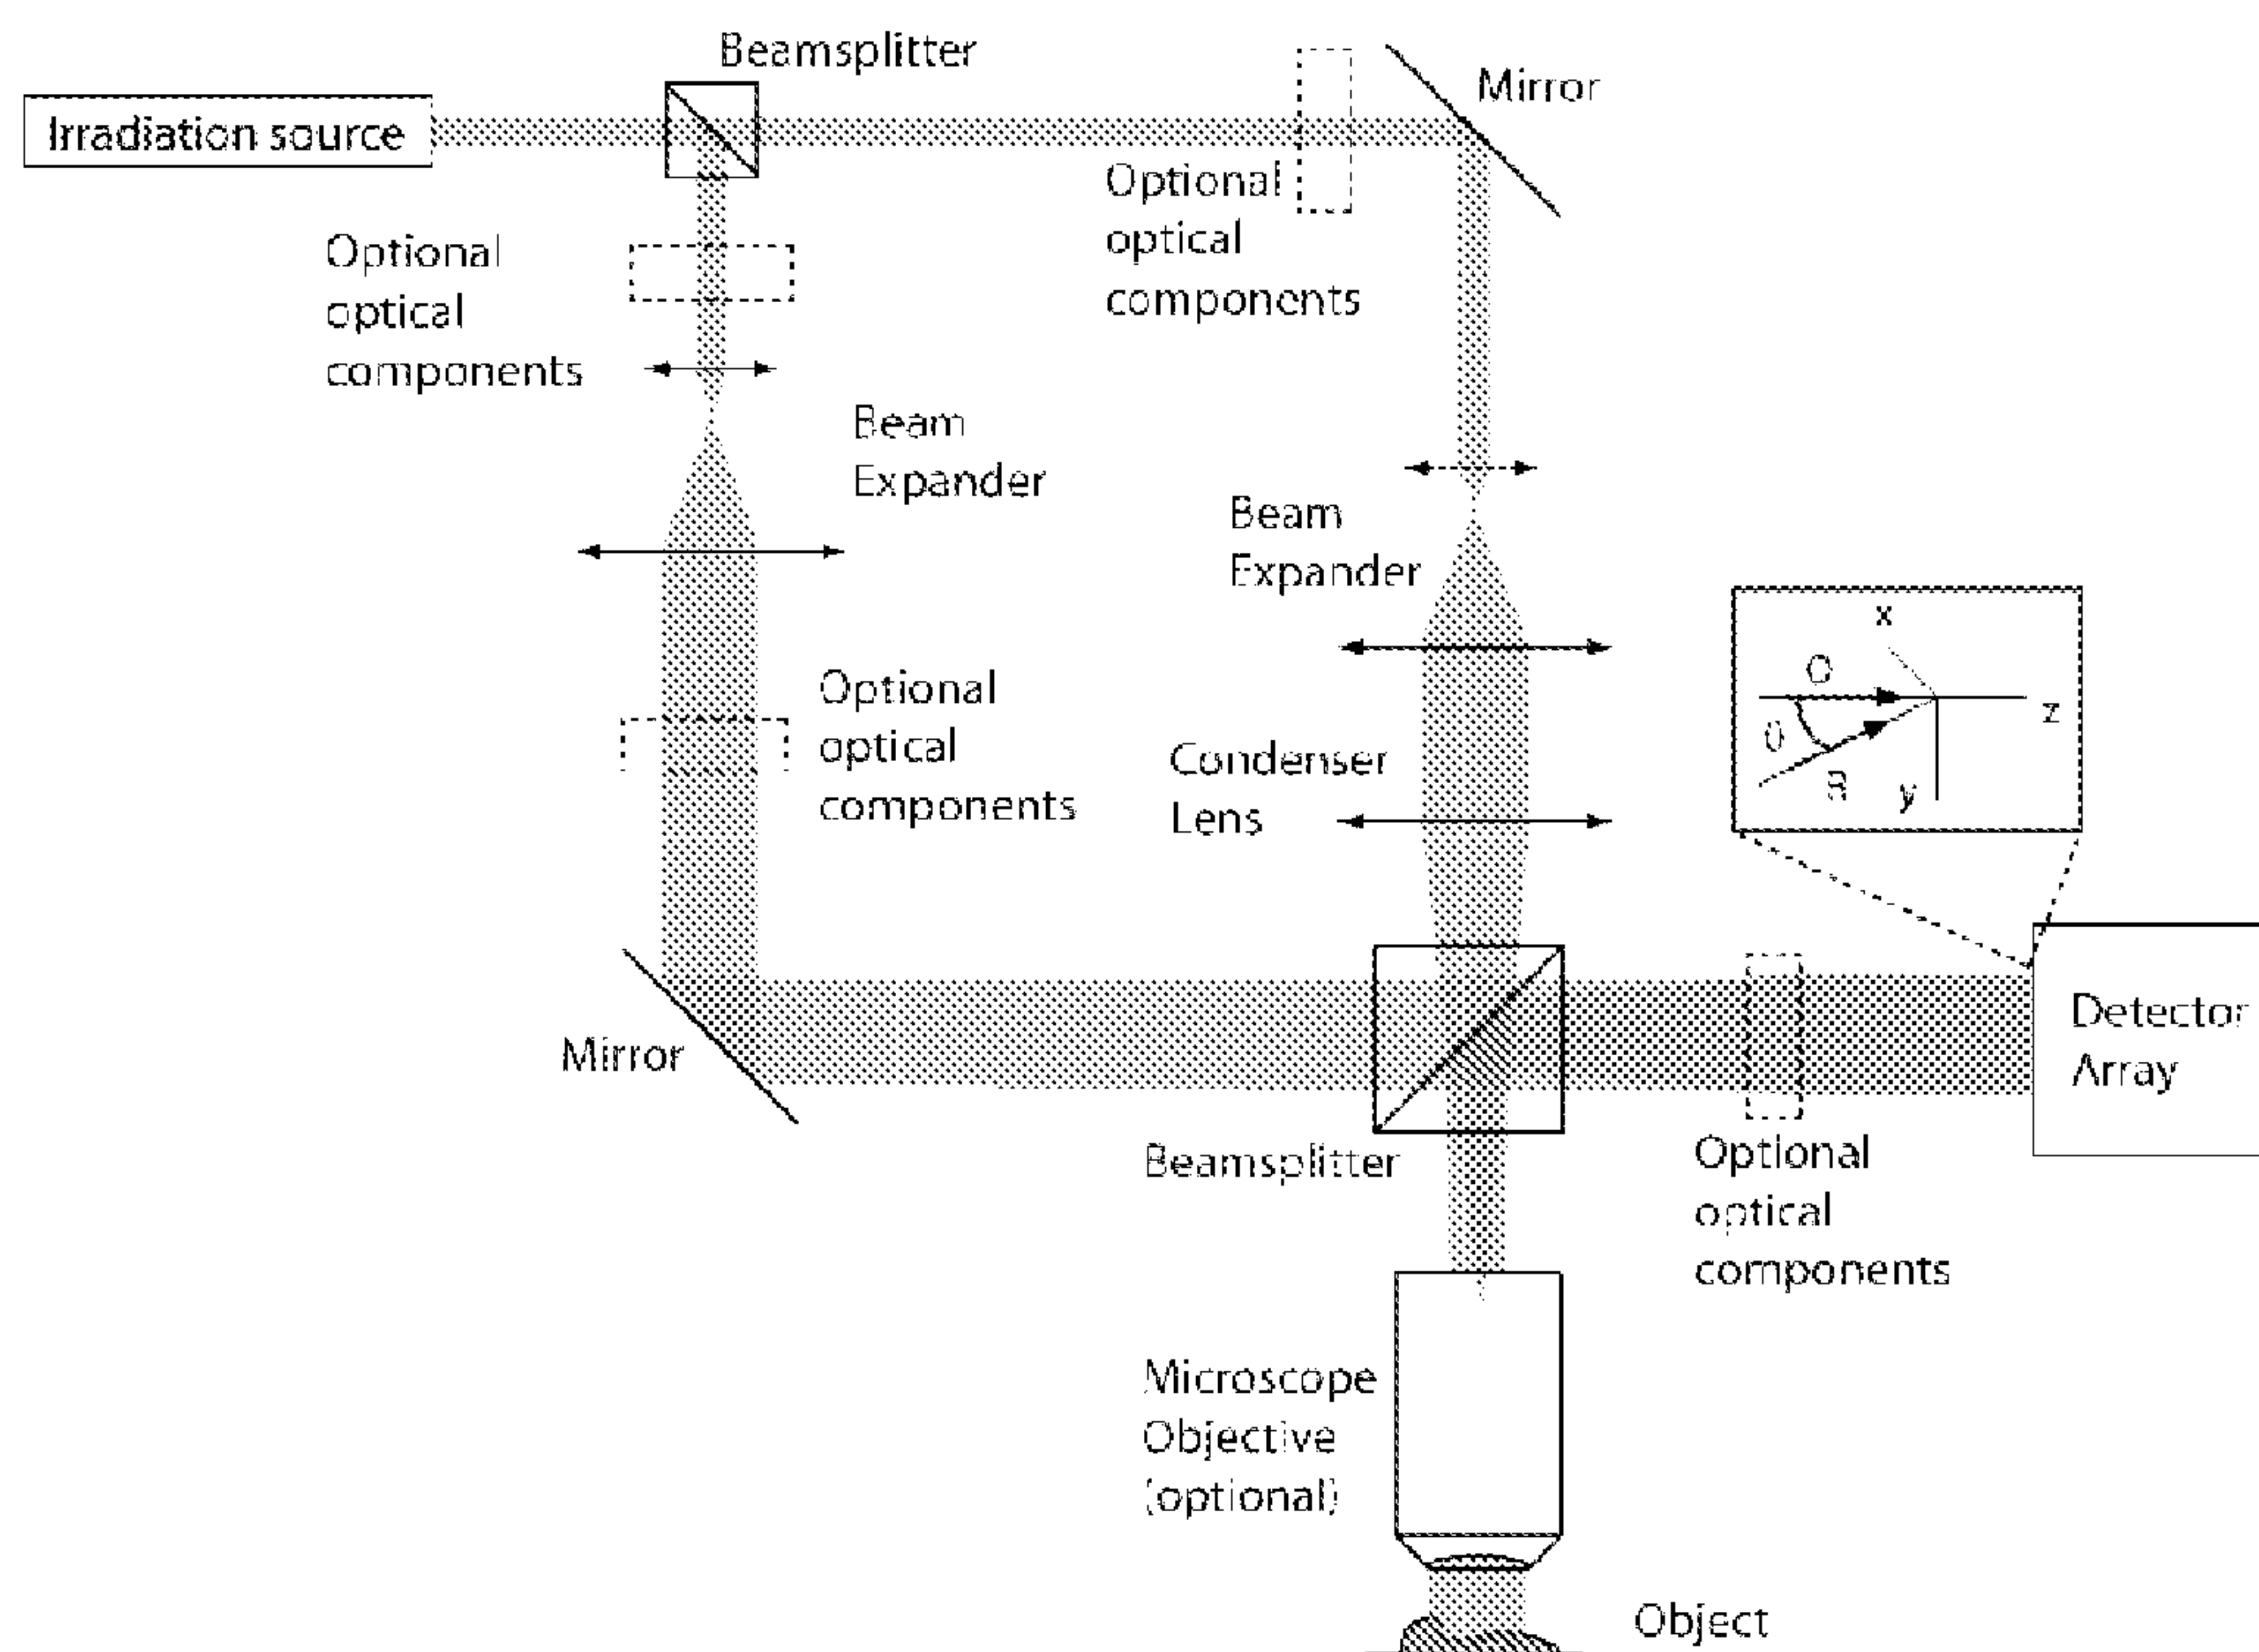 Beamsplitter
Mirror
Irradiation source
Optional
optical
components
Optional
optical
components
Beam
Expander
Beam
Expander
x
O
z
θ
R
y
Optional
optical
components
Condenser
Lens
Detector
Array
Mirror
Beamsplitter
Optional
optical
components
Microscope
Objective
(optional)
Object